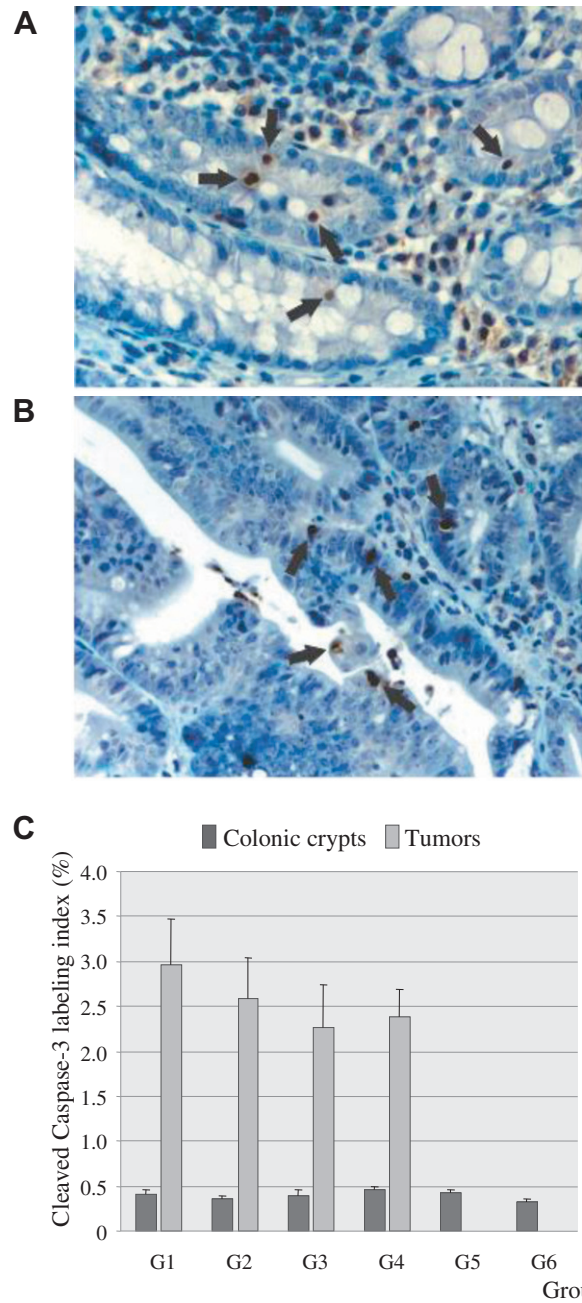 A
B
C
Colonic crypts Tumors
Cleaved Caspase-3 labeling index (%)
4.0
3.5
3.0
2.5
2.0
1.5
1.0
0.5
0
G1 G2 G3 G4 G5 G6
Grou